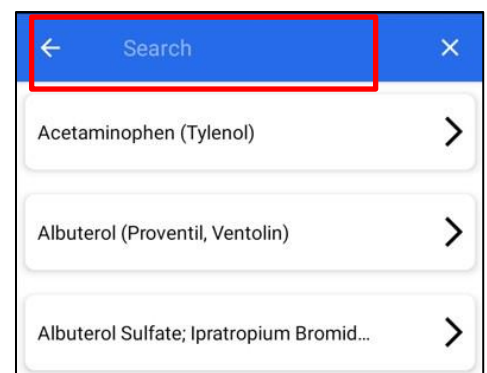 Search
Acetaminophen (Tylenol)
Albuterol (Proventil, Ventolin)
Albuterol Sulfate; Ipratropium Bromid...